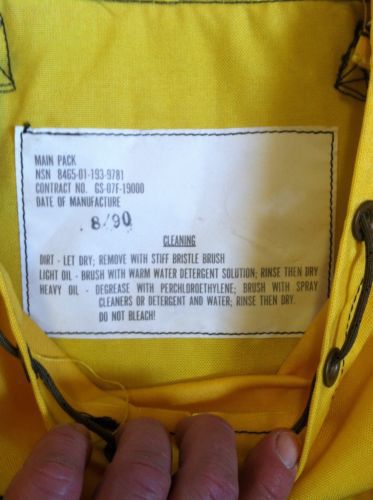 MAIN PACK
NSN 8465-01-193-9781
CONTRACT NO. GS-07F-19000
DATE OF MANUFACTURE
8/90
CLEANING
DIRT - LET DRY; REMOVE WITH STIFF BRISTLE BRUSH
LIGHT OIL - BRUSH WITH WARM WATER DETERGENT SOLUTION; RINSE THEN DRY
HEAVY OIL - DEGREASE WITH PERCHLOROETHYLENE; BRUSH WITH SPRAY
CLEANERS OR DETERGENT AND WATER; RINSE THEN DRY.
DO NOT BLEACH!